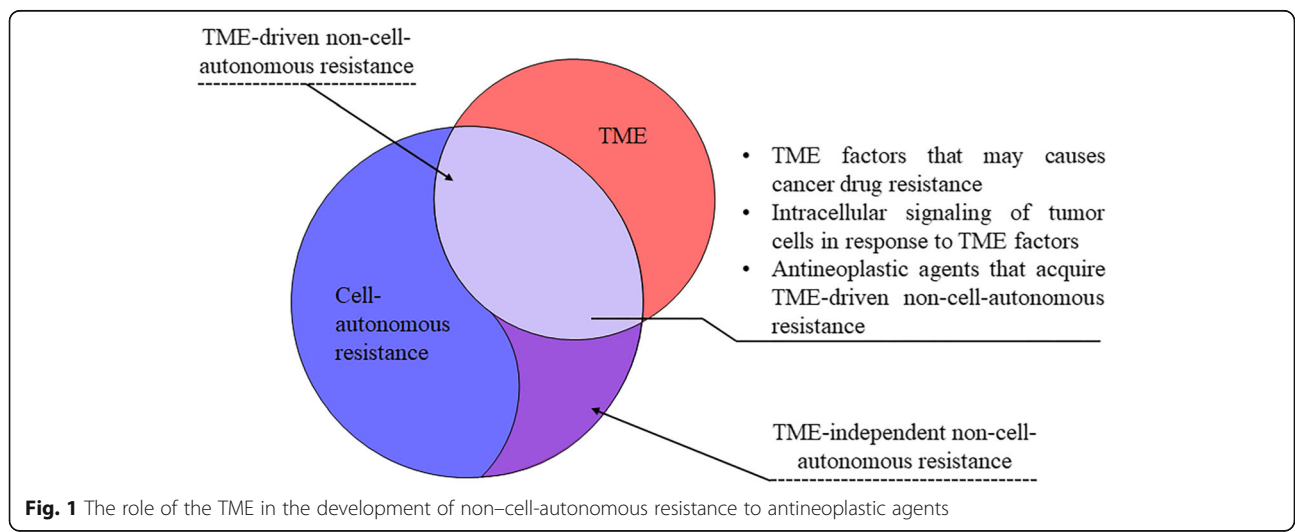 TME-driven non-cell-
autonomous resistance
TME
• TME factors that may causes
cancer drug resistance
• Intracellular signaling of tumor
cells in response to TME factors
• Antineoplastic agents that acquire
TME-driven non-cell-autonomous
resistance
Cell-
autonomous
resistance
TME-independent non-cell-
autonomous resistance
Fig. 1 The role of the TME in the development of non–cell-autonomous resistance to antineoplastic agents